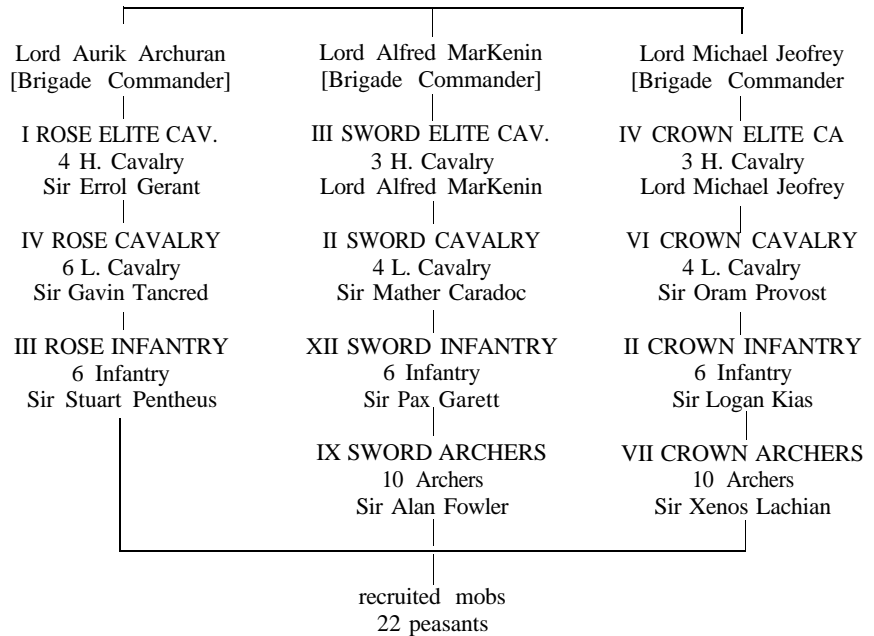 Lord Aurik Archuran
[Brigade Commander]
I ROSE ELITE CAV.
4 H. Cavalry
Sir Errol Gerant
IV ROSE CAVALRY
6 L. Cavalry
Sir Gavin Tancred
III ROSE INFANTRY
6 Infantry
Sir Stuart Pentheus
Lord Alfred MarKenin
[Brigade Commander]
III SWORD ELITE CAV.
3 H. Cavalry
Lord Alfred MarKenin
II SWORD CAVALRY
4 L. Cavalry
Sir Mather Caradoc
XII SWORD INFANTRY
6 Infantry
Sir Pax Garett
IX SWORD ARCHERS
10 Archers
Sir Alan Fowler
Lord Michael Jeofrey
[Brigade Commander
IV CROWN ELITE CA
3 H. Cavalry
Lord Michael Jeofrey
VI CROWN CAVALRY
4 L. Cavalry
Sir Oram Provost
II CROWN INFANTRY
6 Infantry
Sir Logan Kias
VII CROWN ARCHERS
10 Archers
Sir Xenos Lachian
recruited mobs
22 peasants